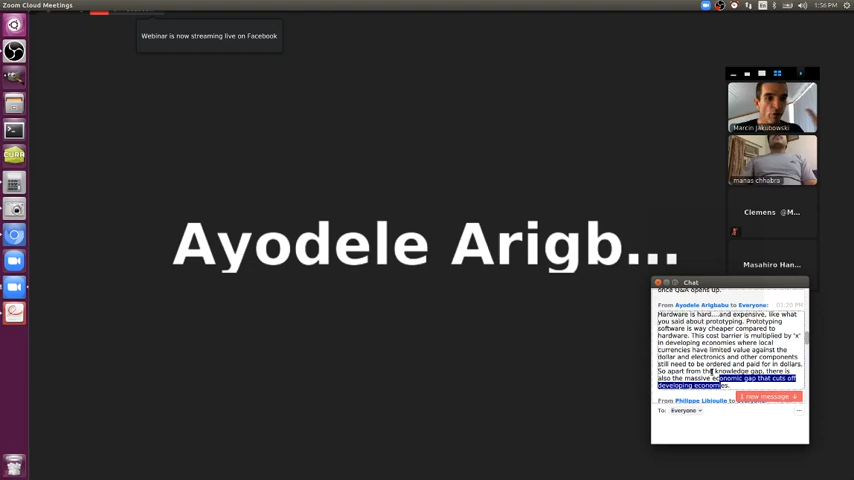 Zoom Cloud Meetings
En
1:56 PM
Webinar is now streaming live on Facebook
Marcin Jakubowski
manas chhabra
Clemens @M...
Masahiro Han...
Ayodele Arigb...
Chat
once Q&A opens up.
From Ayodele Arigbabu to Everyone: 01:20 PM
Hardware is hard....and expensive, like what
you said about prototyping. Prototyping
software is way cheaper compared to
hardware. This cost barrier is multiplied by 'x'
in developing economies where local
currencies have limited value against the
dollar and electronics and other components
still need to be ordered and paid for in dollars.
So apart from the knowledge gap, there is
also the massive economic gap that cuts off
developing economies.
1 new message ↓
From Philippe Libioulle to Everyone:
To: Everyone
CURA